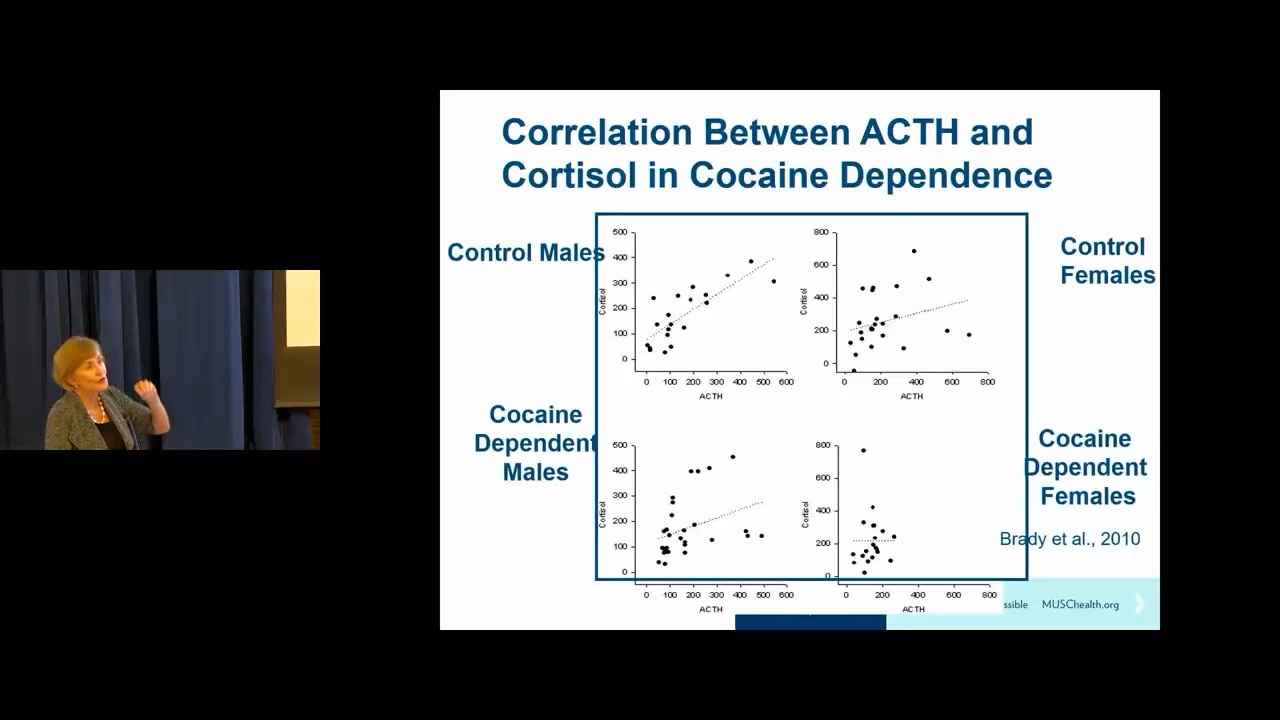 Correlation Between ACTH and
Cortisol in Cocaine Dependence
Control Males
500
400
300
200
100
0
Cortisol
0 100 200 300 400 500 600
ACTH
800
600
400
200
0
Cortisol
0 200 400 600 800
ACTH
Control
Females
Cocaine
Dependent
Males
500
400
300
200
100
0
Cortisol
0 100 200 300 400 500 600
ACTH
800
600
400
200
0
Cortisol
0 200 400 600 800
ACTH
Cocaine
Dependent
Females
Brady et al., 2010
ssible MUSChealth.org